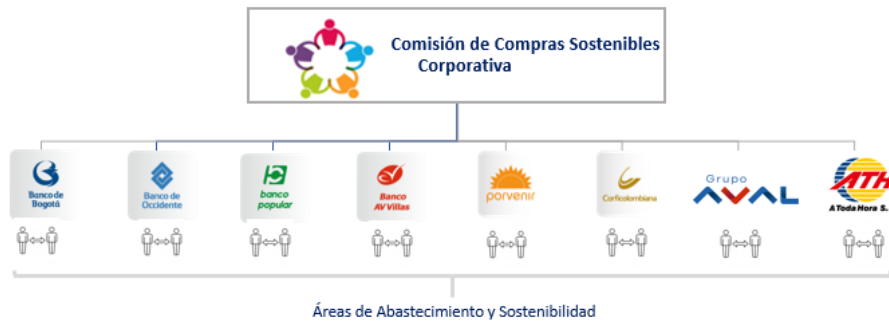 Comisión de Compras Sostenibles
Corporativa
Banco de
Bogotá
Banco de
Occidente
banco
popular
Banco
AV Villas
porvenir
Corficolombiana
Grupo
AVAL
ATH
A Toda Hora S.
Áreas de Abastecimiento y Sostenibilidad